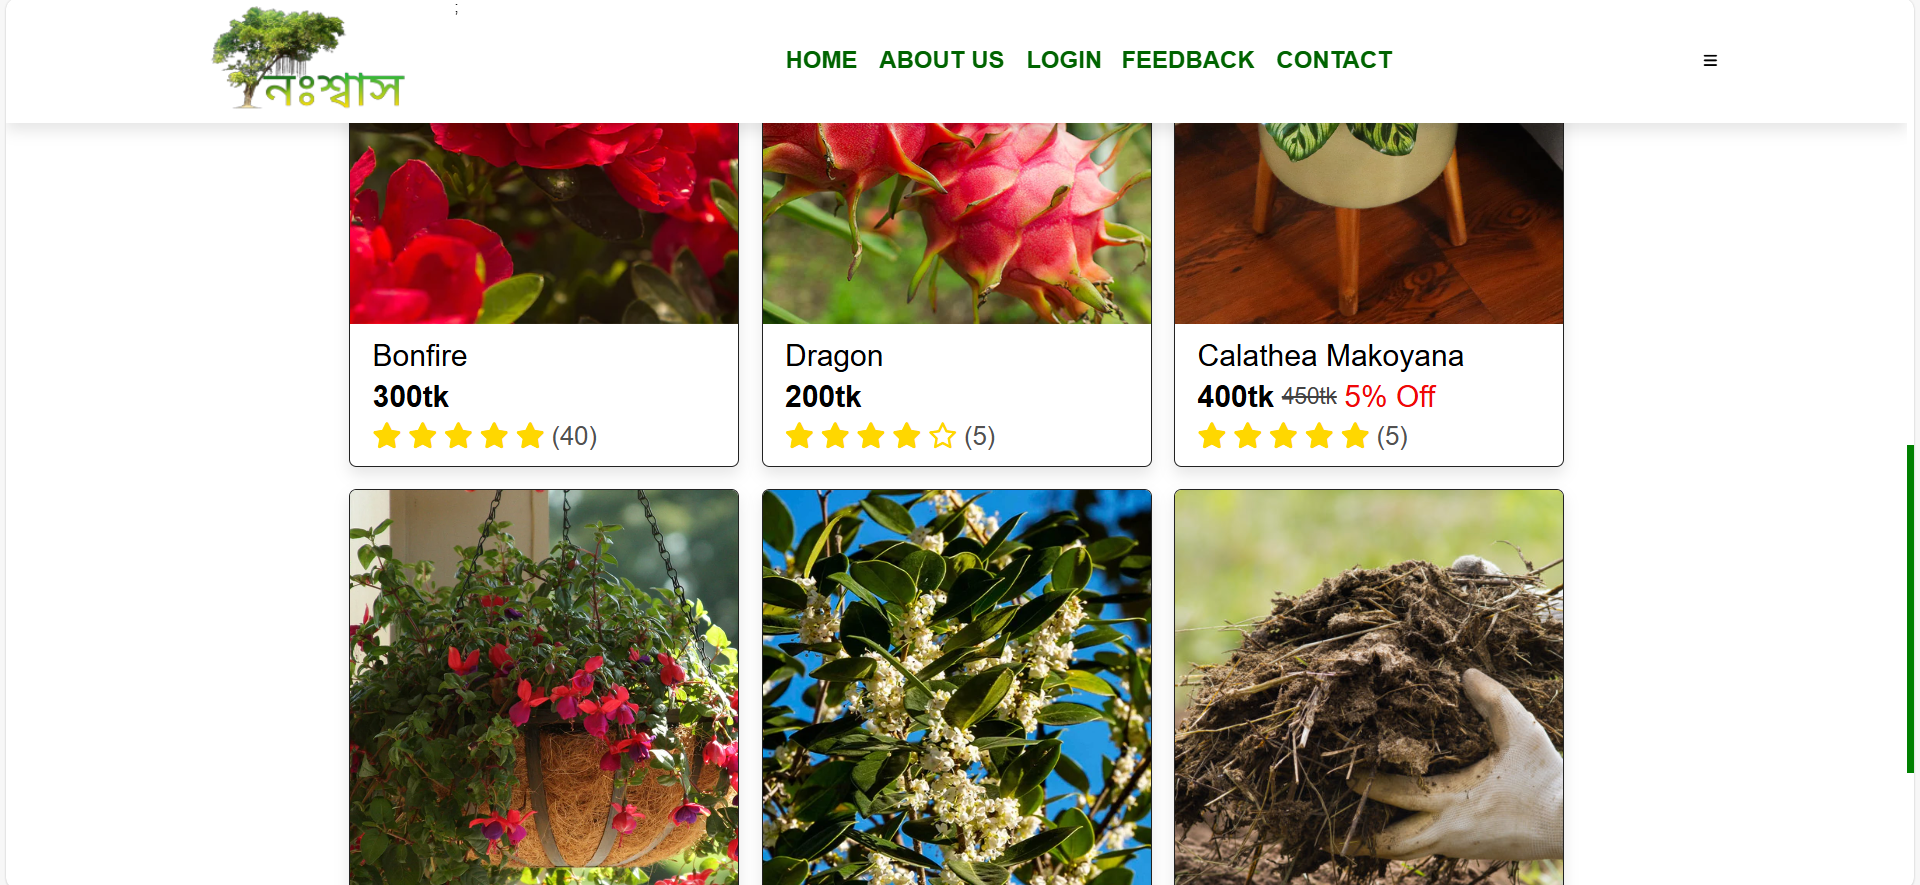 ;
নঃশ্বাস
HOME ABOUT US LOGIN FEEDBACK CONTACT
Bonfire
300tk
(40)
Dragon
200tk
(5)
Calathea Makoyana
400tk 450tk 5% Off
(5)